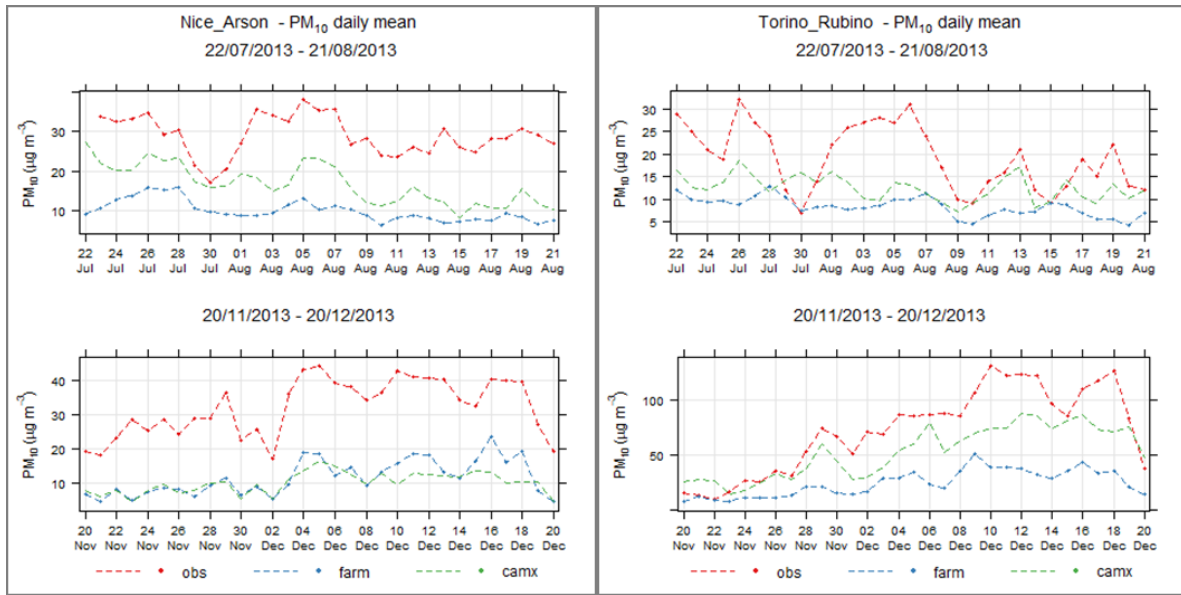 Nice_Arson - PM10 daily mean
22/07/2013 - 21/08/2013
PM10 (µg m−3)
30
20
10
22 24 26 28 30 01 03 05 07 09 11 13 15 17 19 21
Jul Jul Jul Jul Jul Aug Aug Aug Aug Aug Aug Aug Aug Aug Aug Aug
20/11/2013 - 20/12/2013
PM10 (µg m−3)
40
30
20
10
20 22 24 26 28 30 02 04 06 08 10 12 14 16 18 20
Nov Nov Nov Nov Nov Nov Dec Dec Dec Dec Dec Dec Dec Dec Dec Dec
obs farm camx
Torino_Rubino - PM10 daily mean
22/07/2013 - 21/08/2013
PM10 (µg m−3)
30
25
20
15
10
5
22 24 26 28 30 01 03 05 07 09 11 13 15 17 19 21
Jul Jul Jul Jul Jul Aug Aug Aug Aug Aug Aug Aug Aug Aug Aug Aug
20/11/2013 - 20/12/2013
PM10 (µg m−3)
100
50
20 22 24 26 28 30 02 04 06 08 10 12 14 16 18 20
Nov Nov Nov Nov Nov Nov Dec Dec Dec Dec Dec Dec Dec Dec Dec Dec
obs farm camx